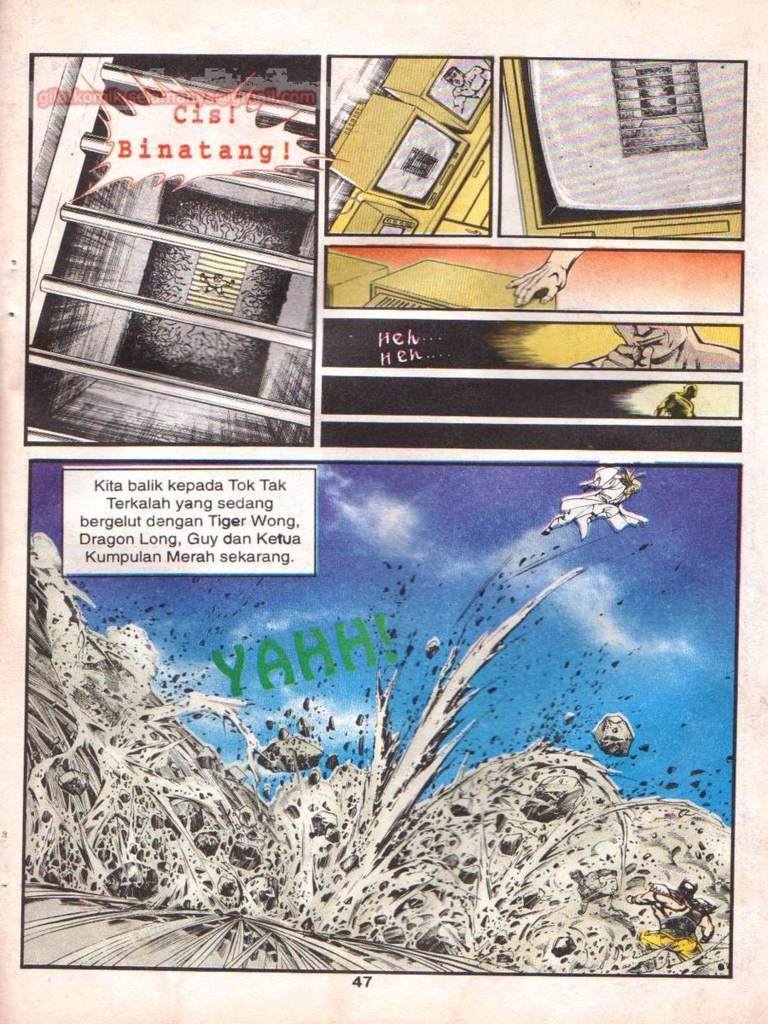 Cis!
Binatang!
Heh...
Heh....
Kita balik kepada Tok Tak
Terkalah yang sedang
bergelut dengan Tiger Wong,
Dragon Long, Guy dan Ketua
Kumpulan Merah sekarang.
YAHH!
47